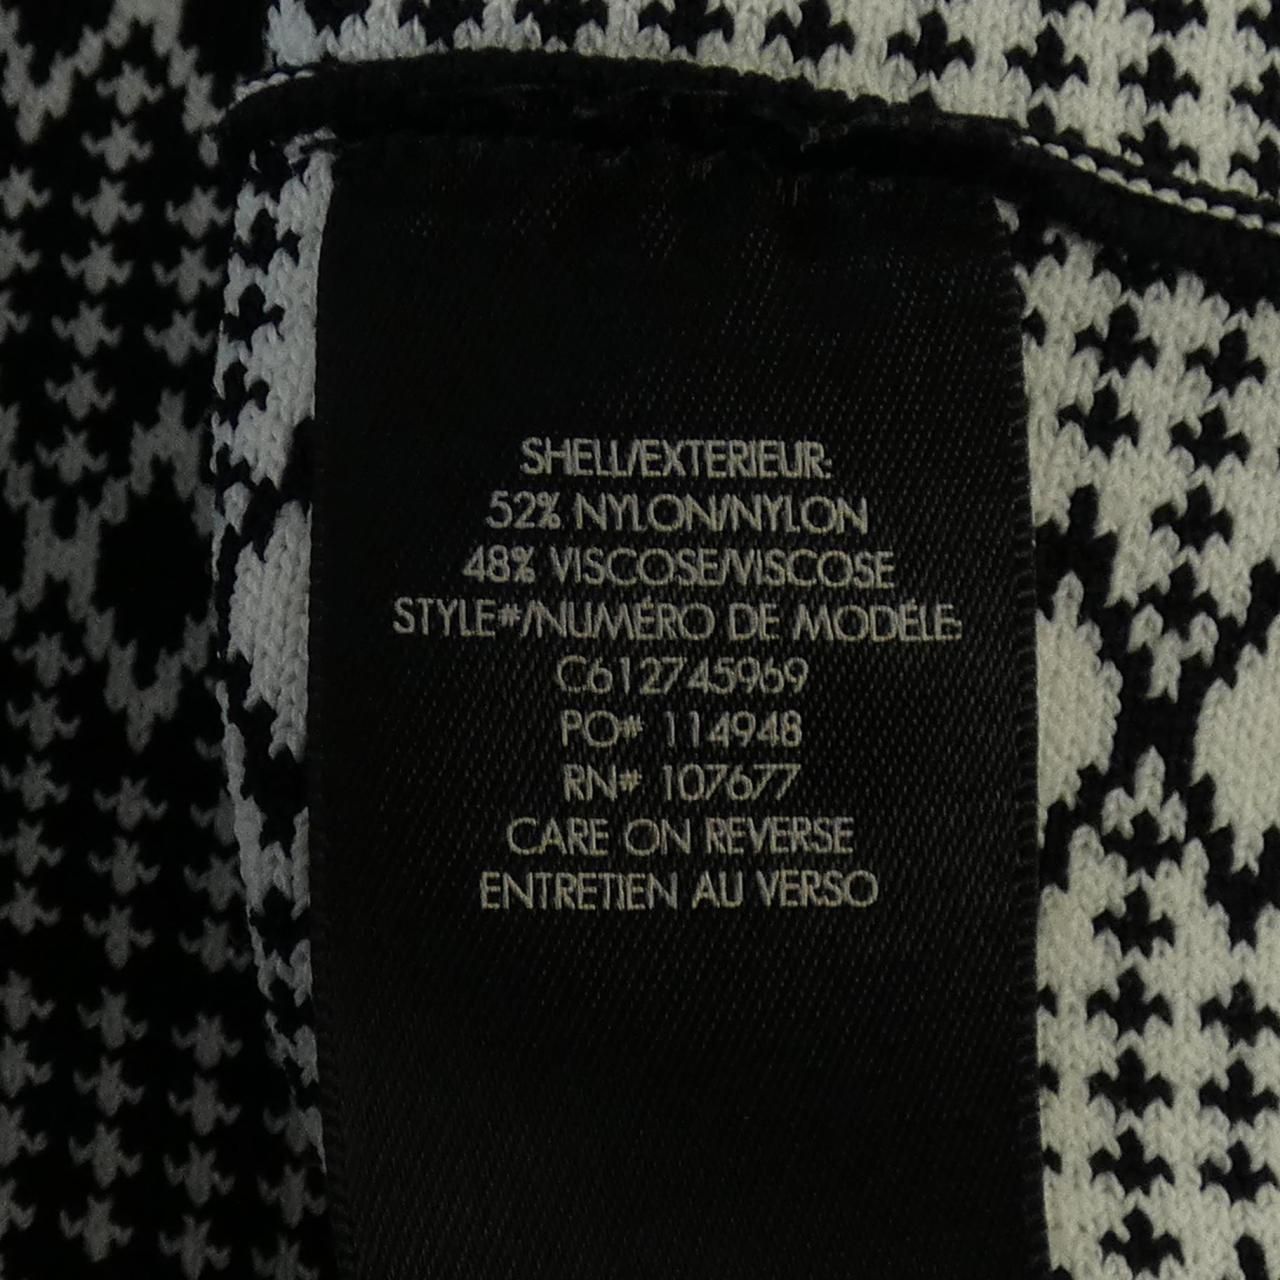 SHELL/EXTERIEUR:
52% NYLON/NYLON
48% VISCOSE/VISCOSE
STYLE#/NUMÉRO DE MODÉLE:
C612745969
PO# 114948
RN# 107677
CARE ON REVERSE
ENTRETIEN AU VERSO